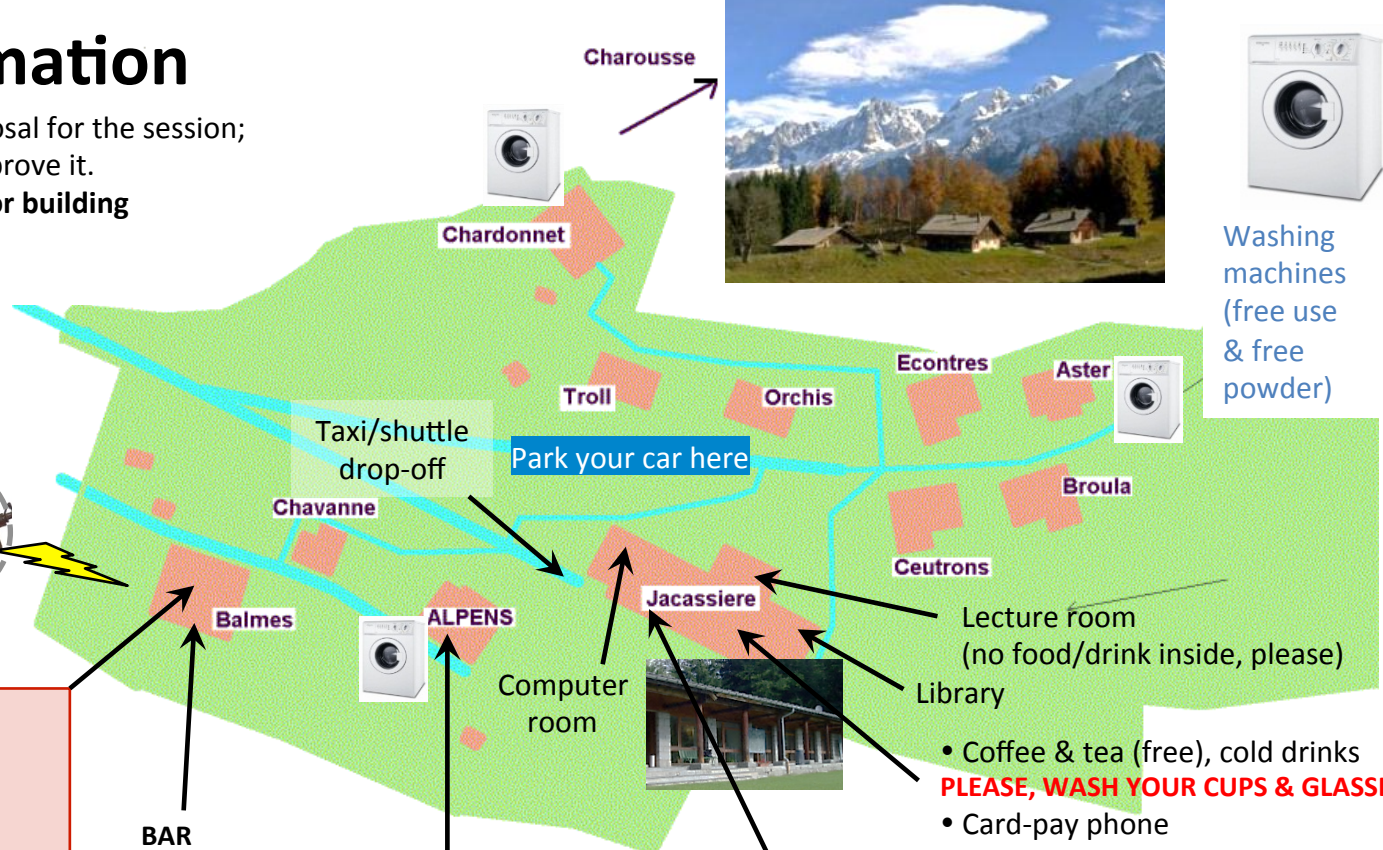 mation
osal for the session;
prove it.
or building
Charousse
Washing
machines
(free use
& free
powder)
Chardonnet
Econtres
Aster
Troll
Orchis
Taxi/shuttle
drop-off
Park your car here
Chavanne
Broula
Ceutrons
Balmes
ALPENS
Jacassiere
Lecture room
(no food/drink inside, please)
Computer
room
Library
• Coffee & tea (free), cold drinks
PLEASE, WASH YOUR CUPS & GLASS
• Card-pay phone
BAR